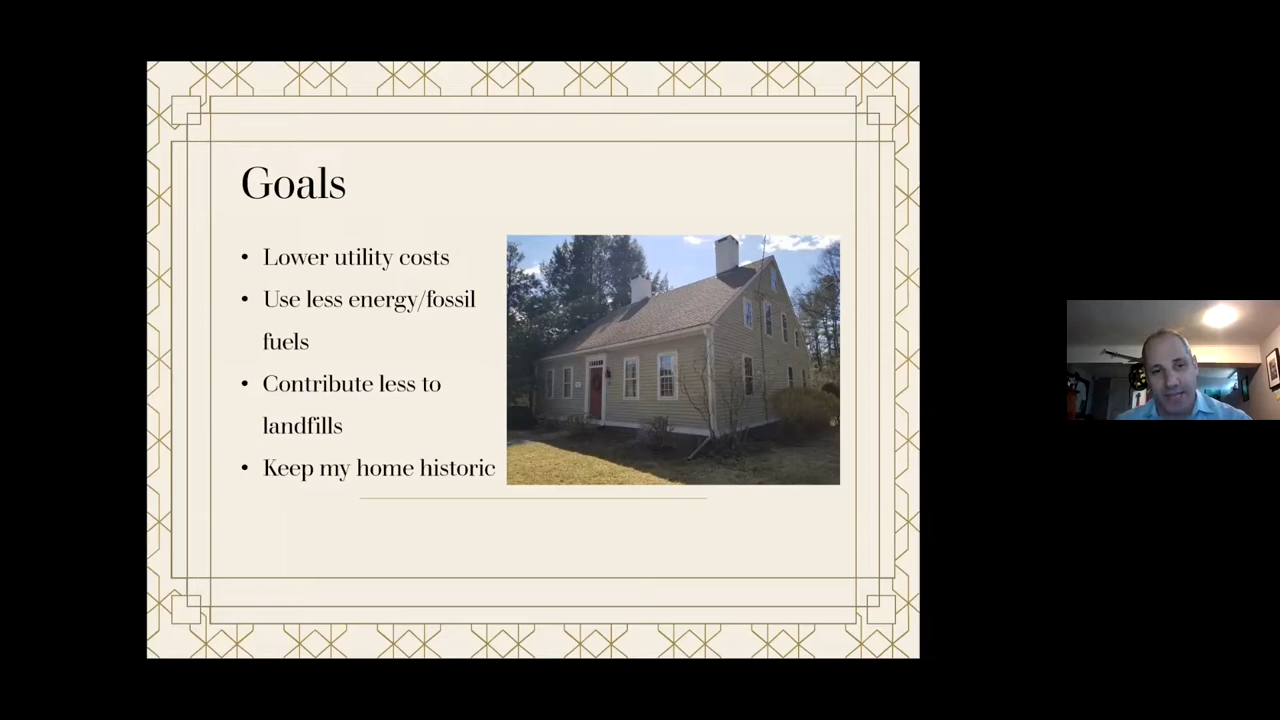 Goals
• Lower utility costs
• Use less energy/fossil
fuels
• Contribute less to
landfills
• Keep my home historic